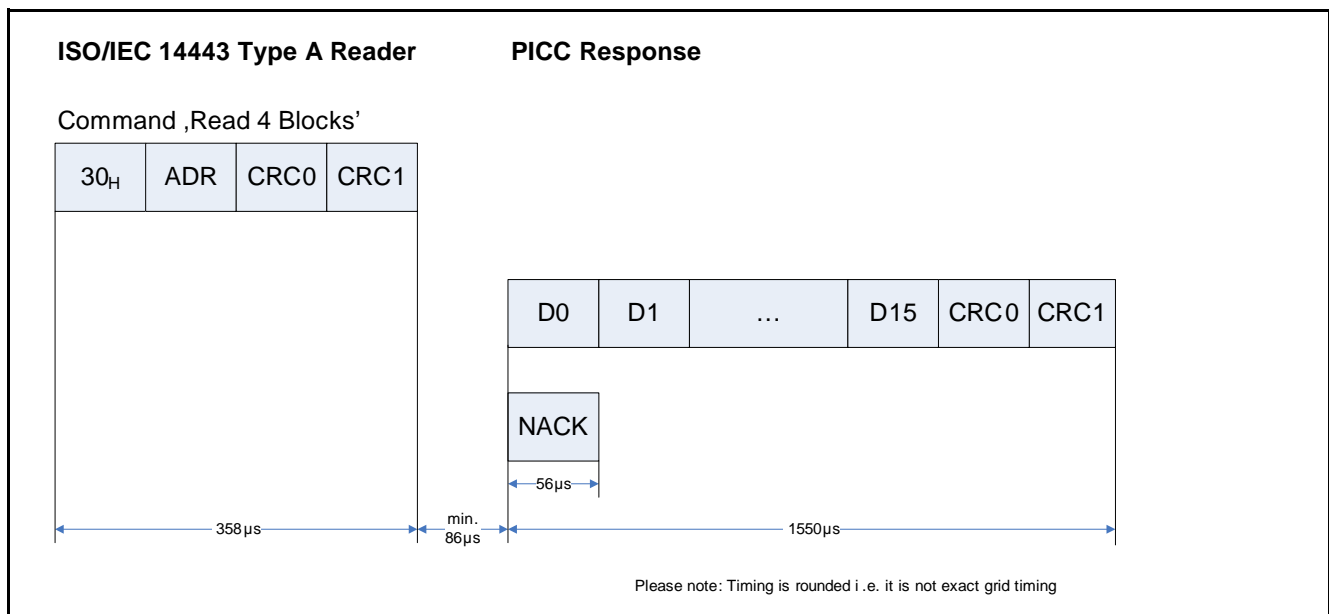 ISO/IEC 14443 Type A Reader PICC Response
Command ‚Read 4 Blocks’
30H ADR CRC0 CRC1
D0 D1 … D15 CRC0 CRC1
NACK
56µs
358µs min. 86µs 1550µs
Please note: Timing is rounded i .e. it is not exact grid timing